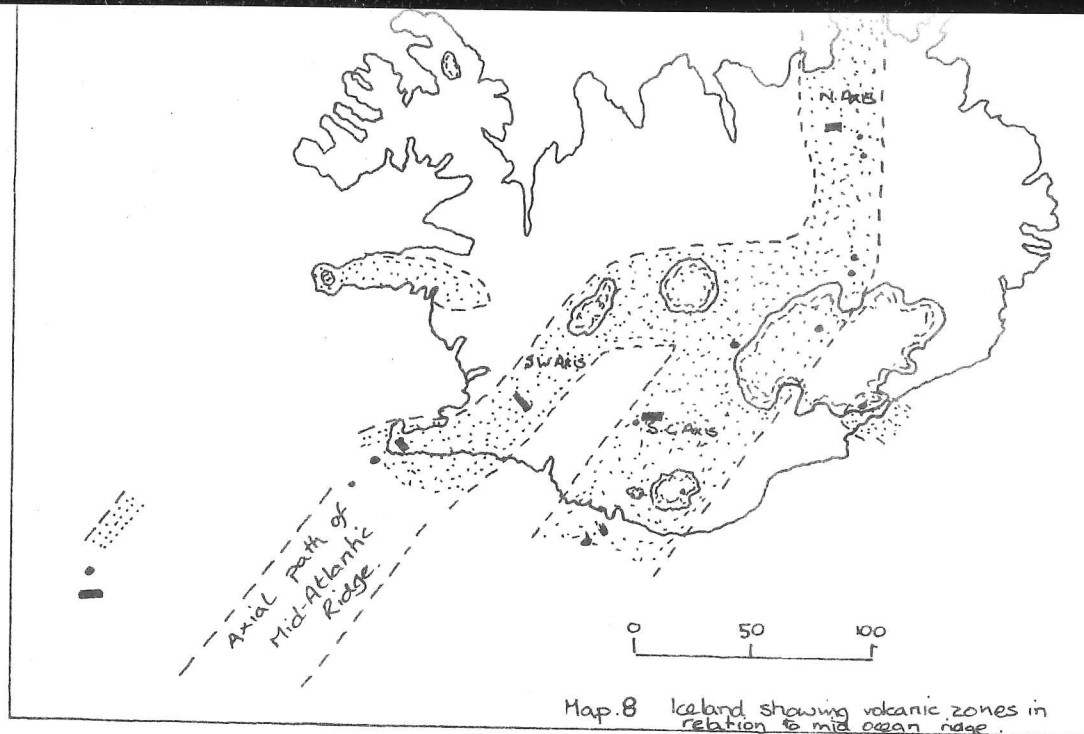 N. Axis
S W Axis
S. C Axis
Axial path of
Mid-Atlantic
Ridge.
0 50 100
Map. 8 Iceland showing volcanic zones in
relation to mid ocean ridge.